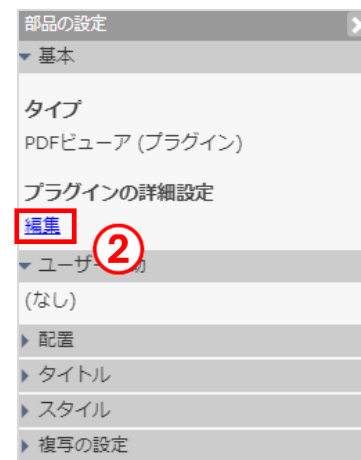 部品の設定
基本
タイプ
PDFビューア (プラグイン)
プラグインの詳細設定
編集
②
ユーザー
(なし)
配置
タイトル
スタイル
複写の設定